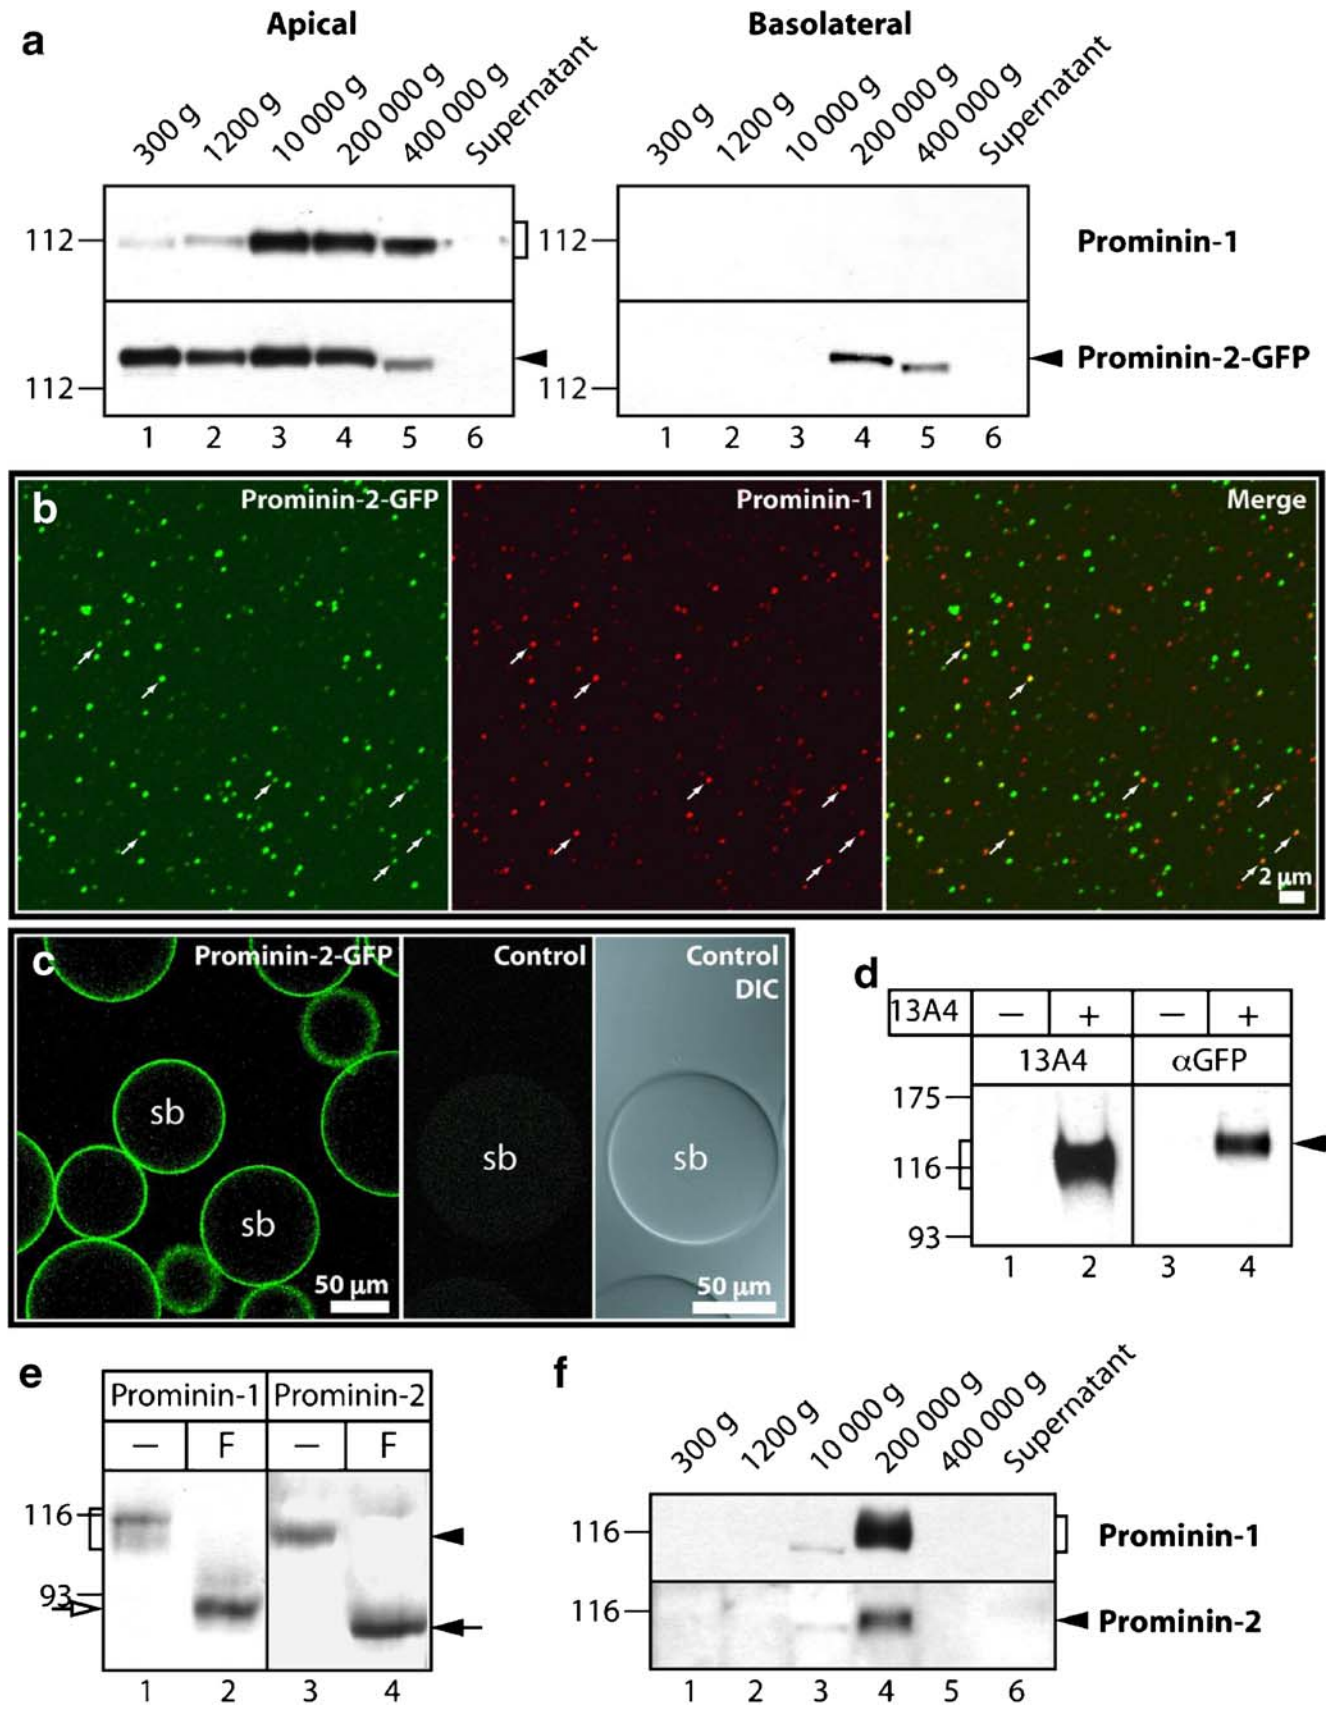 a
Apical
Basolateral
300 g
1200 g
10 000 g
200 000 g
400 000 g
Supernatant
300 g
1200 g
10 000 g
200 000 g
400 000 g
Supernatant
112
112
Prominin-1
112
112
Prominin-2-GFP
1 2 3 4 5 6
1 2 3 4 5 6
b
Prominin-2-GFP
Prominin-1
Merge
2 μm
c
Prominin-2-GFP
Control
Control
DIC
sb
sb
sb
sb
50 μm
50 μm
d
13A4 − + − +
13A4 αGFP
175
116
93
1 2 3 4
e
Prominin-1 Prominin-2
− F − F
116
93
1 2 3 4
f
300 g
1200 g
10 000 g
200 000 g
400 000 g
Supernatant
116
Prominin-1
116
Prominin-2
1 2 3 4 5 6